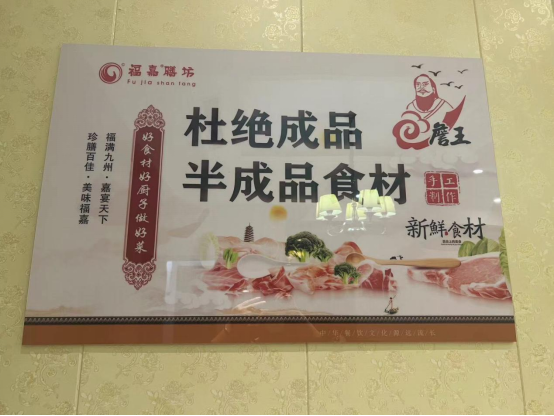 福嘉膳坊
Fu jia shan fang
杜绝成品
半成品食材
好食材好厨子做好菜
福满九州·嘉宴天下
珍膳百佳·美味福嘉
詹王
手工
制作
新鲜食材